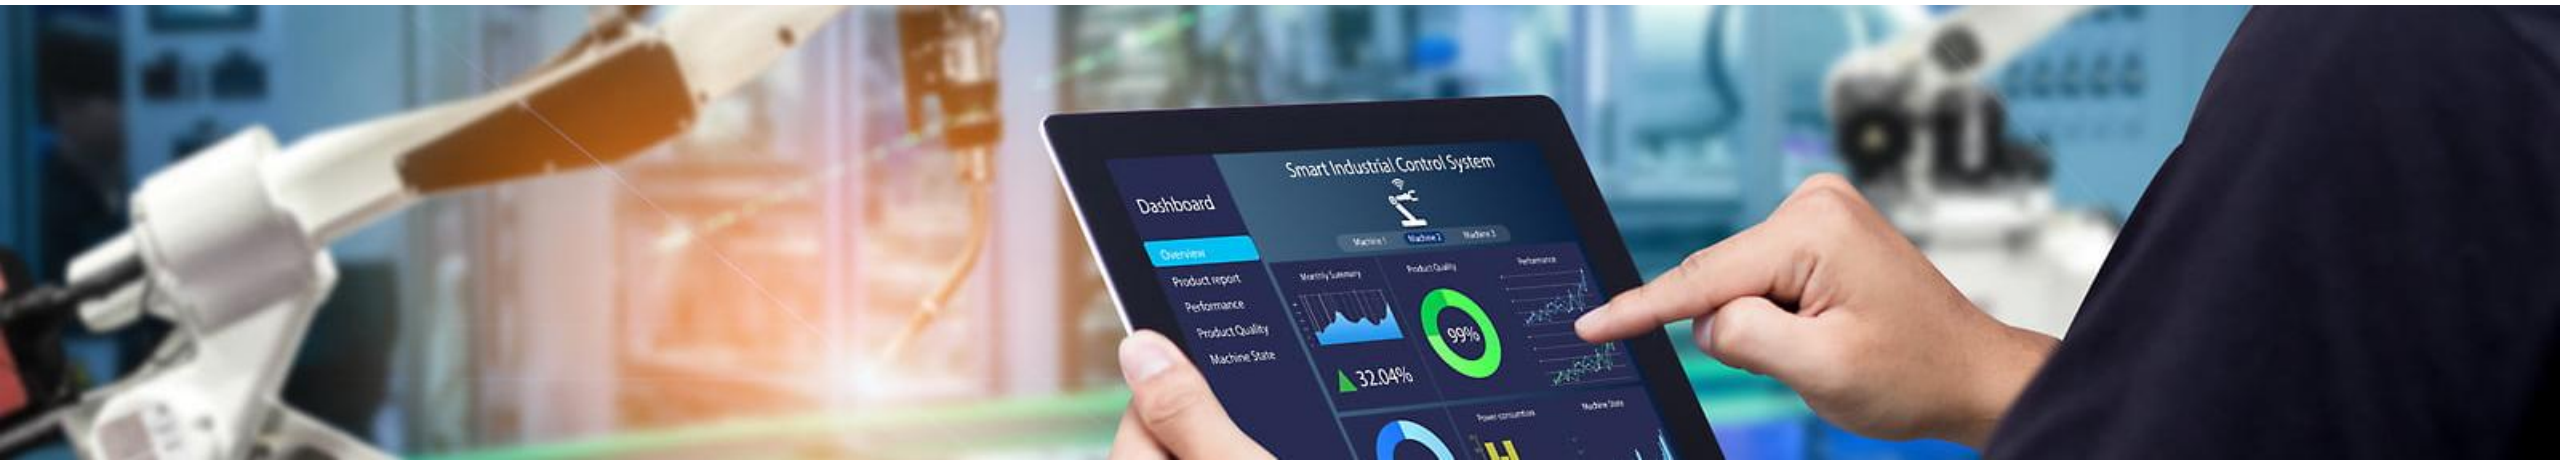 Smart Industrial Control System
Dashboard
Machine 1 Machine 2 Machine 3
Overview
Product report
Performance
Product Quality
Machine State
Monthly Summary
Product Quality
Performance
99%
32.04%
Power consumtion
Machine State